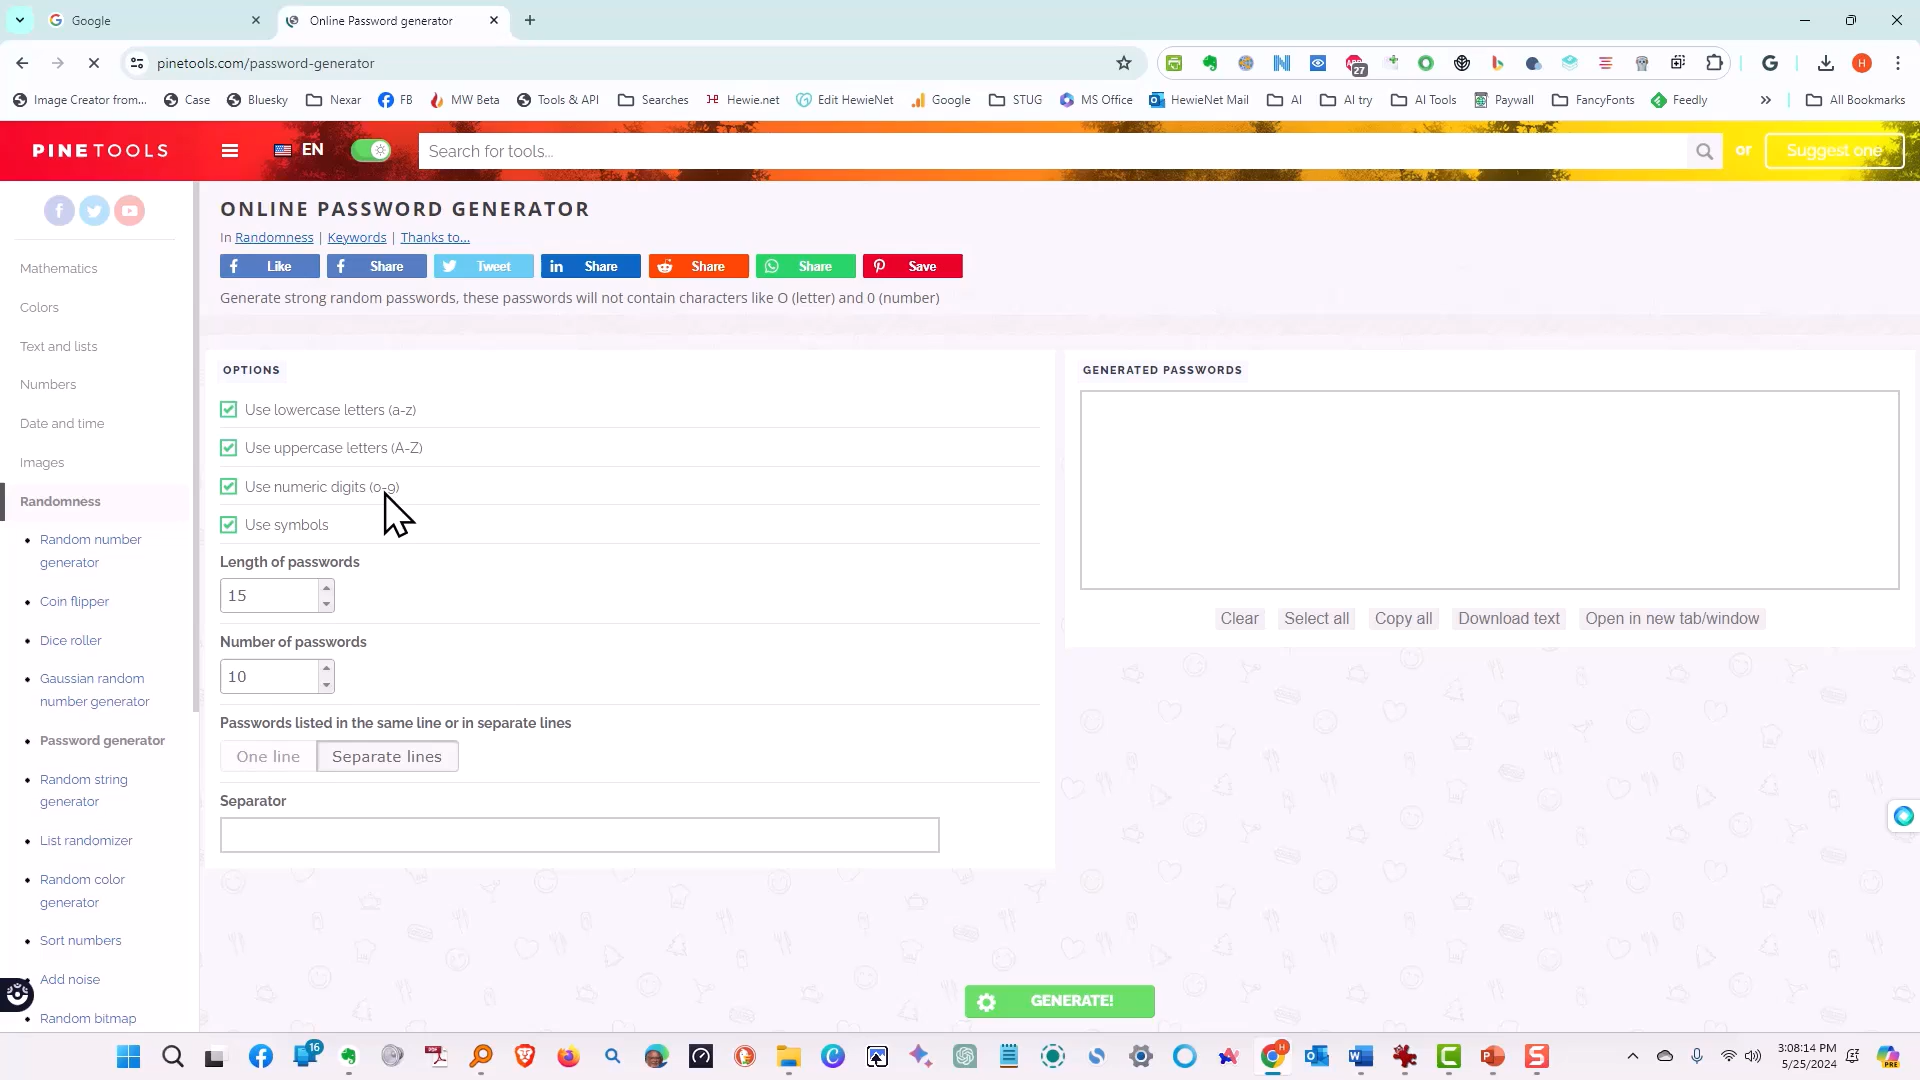 Google
Online Password generator
pinetools.com/password-generator
27
H
Image Creator from...
Case
Bluesky
Nexar
FB
MW Beta
Tools & API
Searches
Hewie.net
Edit HewieNet
Google
STUG
MS Office
HewieNet Mail
AI
AI try
AI Tools
Paywall
FancyFonts
Feedly
All Bookmarks
PINETOOLS
EN
Search for tools...
or
Suggest one
Mathematics
Colors
Text and lists
Numbers
Date and time
Images
Randomness
Random number
generator
Coin flipper
Dice roller
Gaussian random
number generator
Password generator
Random string
generator
List randomizer
Random color
generator
Sort numbers
Add noise
Random bitmap
ONLINE PASSWORD GENERATOR
In Randomness | Keywords | Thanks to...
Like
Share
Tweet
Share
Share
Share
Save
Generate strong random passwords, these passwords will not contain characters like O (letter) and 0 (number)
OPTIONS
Use lowercase letters (a-z)
Use uppercase letters (A-Z)
Use numeric digits (0-9)
Use symbols
Length of passwords
15
Number of passwords
10
Passwords listed in the same line or in separate lines
One line
Separate lines
Separator
GENERATED PASSWORDS
Clear
Select all
Copy all
Download text
Open in new tab/window
GENERATE!
16
H
3:08:14 PM
5/25/2024